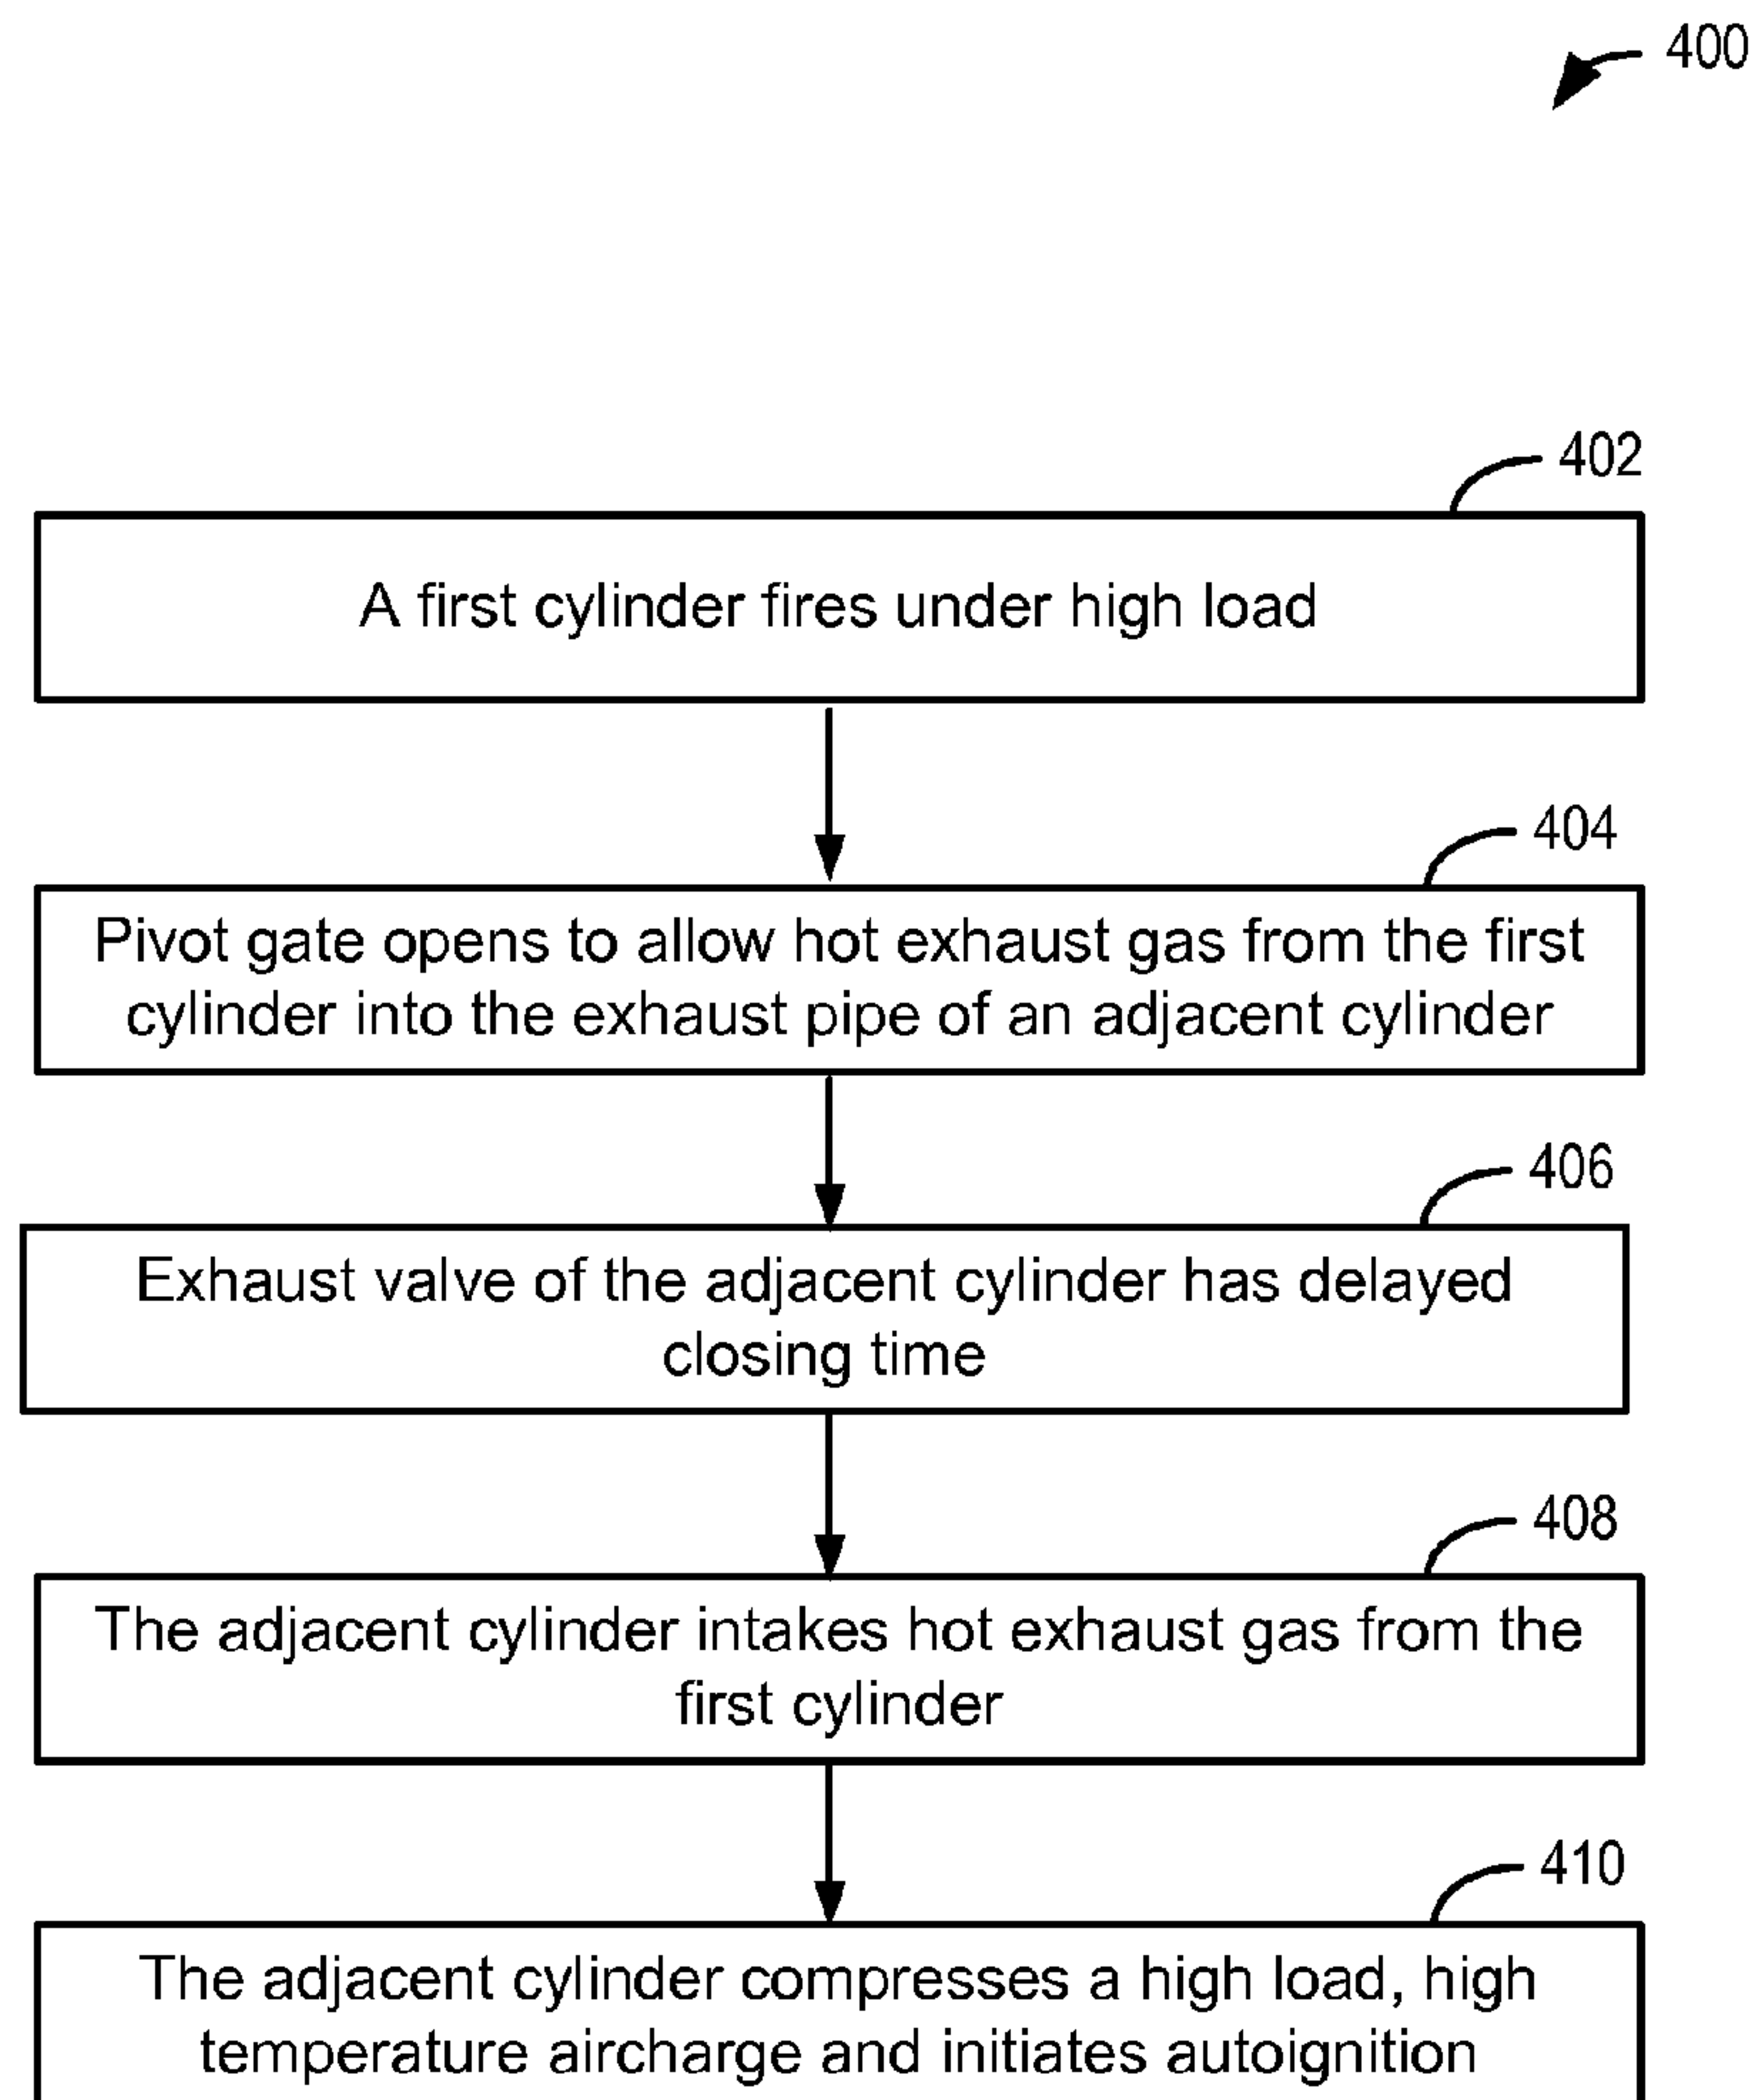 400
402
A first cylinder fires under high load
404
Pivot gate opens to allow hot exhaust gas from the first
cylinder into the exhaust pipe of an adjacent cylinder
406
Exhaust valve of the adjacent cylinder has delayed
closing time
408
The adjacent cylinder intakes hot exhaust gas from the
first cylinder
410
The adjacent cylinder compresses a high load, high
temperature aircharge and initiates autoignition